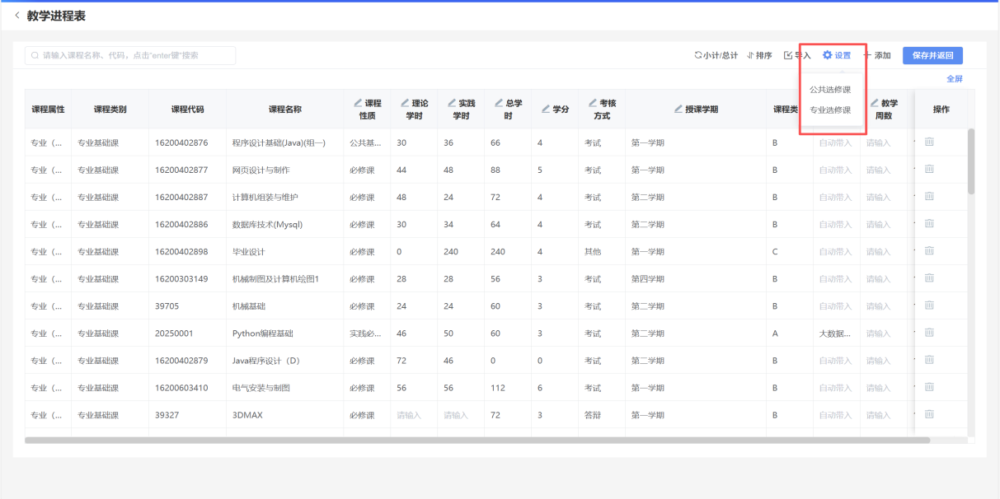 教学进程表
请输入课程名称、代码，点击"enter键"搜索
小计/总计 排序 导入 设置 添加 保存并返回
公共选修课
专业选修课
全屏
课程属性 课程类别 课程代码 课程名称 课程性质 理论学时 实践学时 总学时 学分 考核方式 授课学期 课程类 教学周数 操作
专业（... 专业基础课 16200402876 程序设计基础(Java)(组一) 公共基... 30 36 66 4 考试 第一学期 B 自动带入 请输入
专业（... 专业基础课 16200402877 网页设计与制作 必修课 44 48 88 5 考试 第一学期 B 自动带入 请输入
专业（... 专业基础课 16200402887 计算机组装与维护 必修课 48 24 72 4 考试 第二学期 B 自动带入 请输入
专业（... 专业基础课 16200402886 数据库技术(Mysql) 必修课 30 34 64 4 考试 第二学期 B 自动带入 请输入
专业（... 专业基础课 16200402898 毕业设计 必修课 0 240 240 4 其他 第一学期 C 自动带入 请输入
专业（... 专业基础课 16200303149 机械制图及计算机绘图1 必修课 28 28 56 3 考试 第四学期 B 自动带入 请输入
专业（... 专业基础课 39705 机械基础 必修课 24 24 60 3 考试 第二学期 B 自动带入 请输入
专业（... 专业基础课 20250001 Python编程基础 实践必... 46 50 60 3 考试 第二学期 A 大数据... 请输入
专业（... 专业基础课 16200402879 Java程序设计（D） 必修课 72 46 0 0 考试 第二学期 B 自动带入 请输入
专业（... 专业基础课 16200603410 电气安装与制图 必修课 56 56 112 6 考试 第一学期 B 自动带入 请输入
专业（... 专业基础课 39327 3DMAX 必修课 请输入 请输入 72 3 答辩 第一学期 B 自动带入 请输入